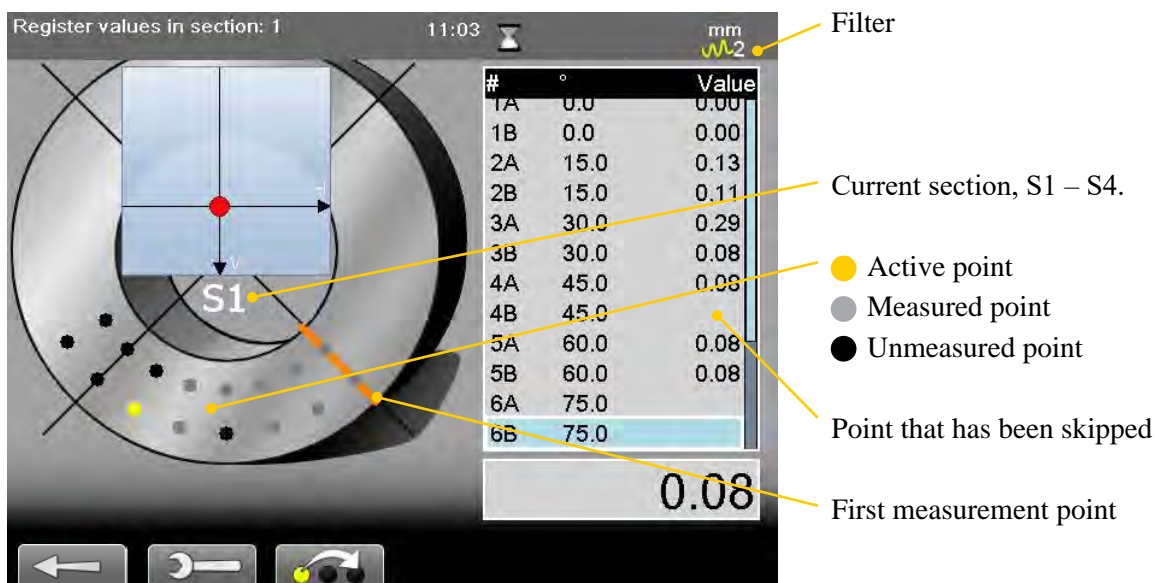 Register values in section: 1 11:03 mm
2
Filter
# ° Value
1A 0.0 0.00
1B 0.0 0.00
2A 15.0 0.13
2B 15.0 0.11
3A 30.0 0.29
3B 30.0 0.08
4A 45.0 0.08
4B 45.0
5A 60.0 0.08
5B 60.0 0.08
6A 75.0
6B 75.0
0.08
V
S1
Current section, S1 – S4.
Active point
Measured point
Unmeasured point
Point that has been skipped
First measurement point